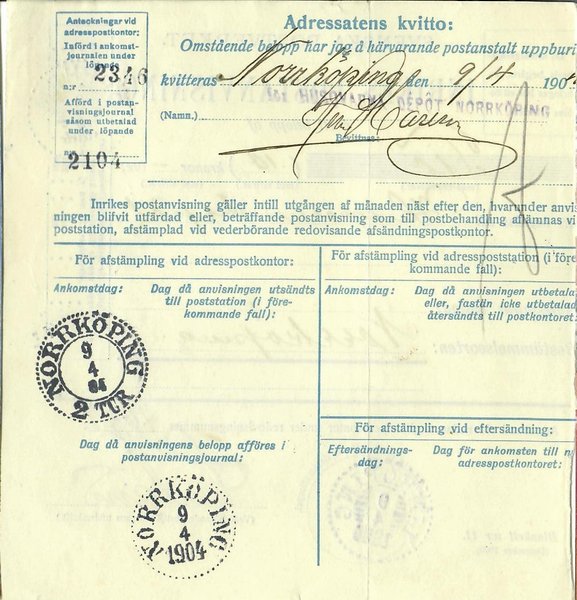 Anteckningar vid
adresspostkontor:
Införd i ankomst-
journalen under
löpande
n:r 2346
Afförd i postan-
visningsjournal
såsom utbetalad
under löpande
2104
Adressatens kvitto:
Omstående belopp har jag å härvarande postanstalt uppburi
kvitteras Norrköping den 9/4 190
DEPÔT NORRKÖPING
(Namn.)
Bevittnas:
Inrikes postanvisning gäller intill utgången af månaden näst efter den, hvarunder anvis
ningen blifvit utfärdad eller, beträffande postanvisning som till postbehandling aflämnas vi
poststation, afstämplad vid vederbörande redovisande afsändningspostkontor.
För afstämpling vid adresspostkontor:
Ankomstdag:
Dag då anvisningen utsändts
till poststation (i före-
kommande fall):
NORRKÖPING
9
4
2 TUR
Dag då anvisningens belopp afföres i
postanvisningsjournal:
NORRKÖPING
9
4
1904
För afstämpling vid adresspoststation (i före
kommande fall):
Ankomstdag:
Dag då anvisningen utbetala
eller, fastän icke utbetalad
återsändts till postkontoret:
För afstämpling vid eftersändning:
Eftersändnings-
dag:
Dag för ankomsten till n
adresspostkontoret: